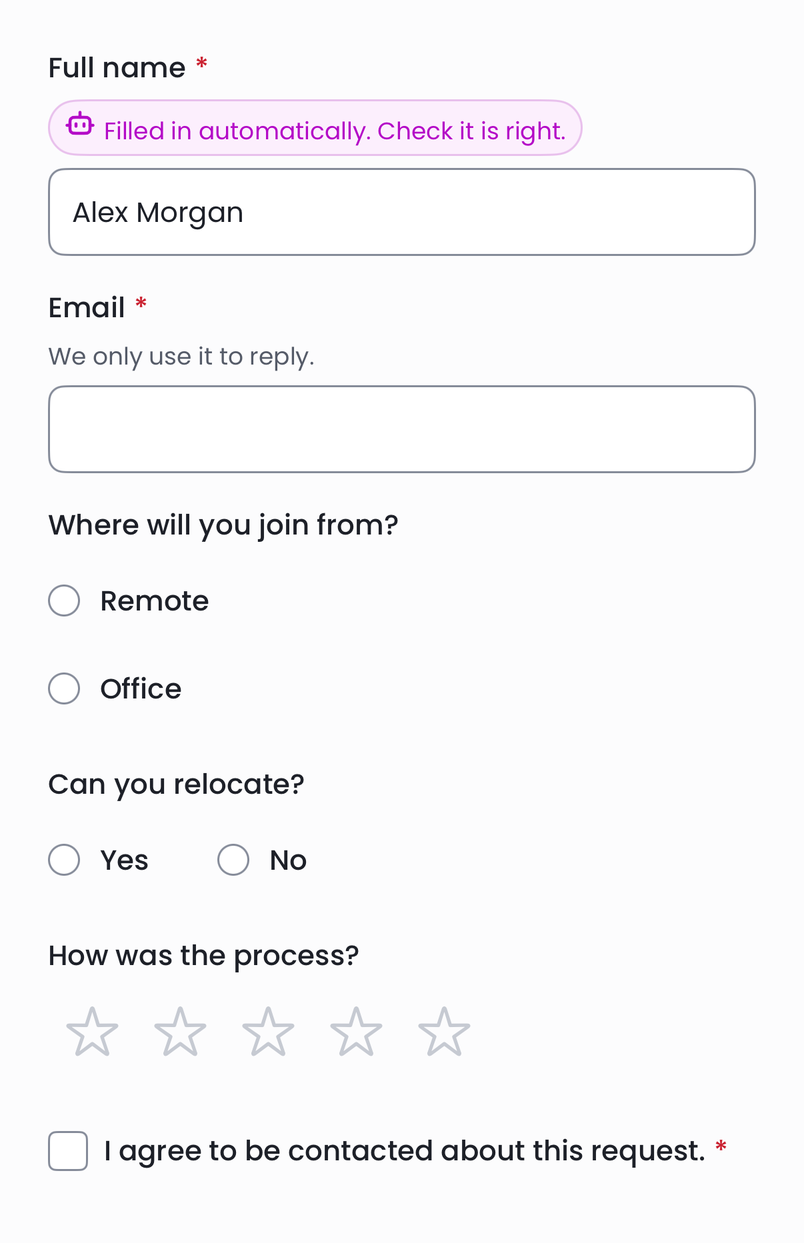 Full name *
Filled in automatically. Check it is right.
Alex Morgan
Email *
We only use it to reply.
Where will you join from?
Remote
Office
Can you relocate?
Yes No
How was the process?
I agree to be contacted about this request. *